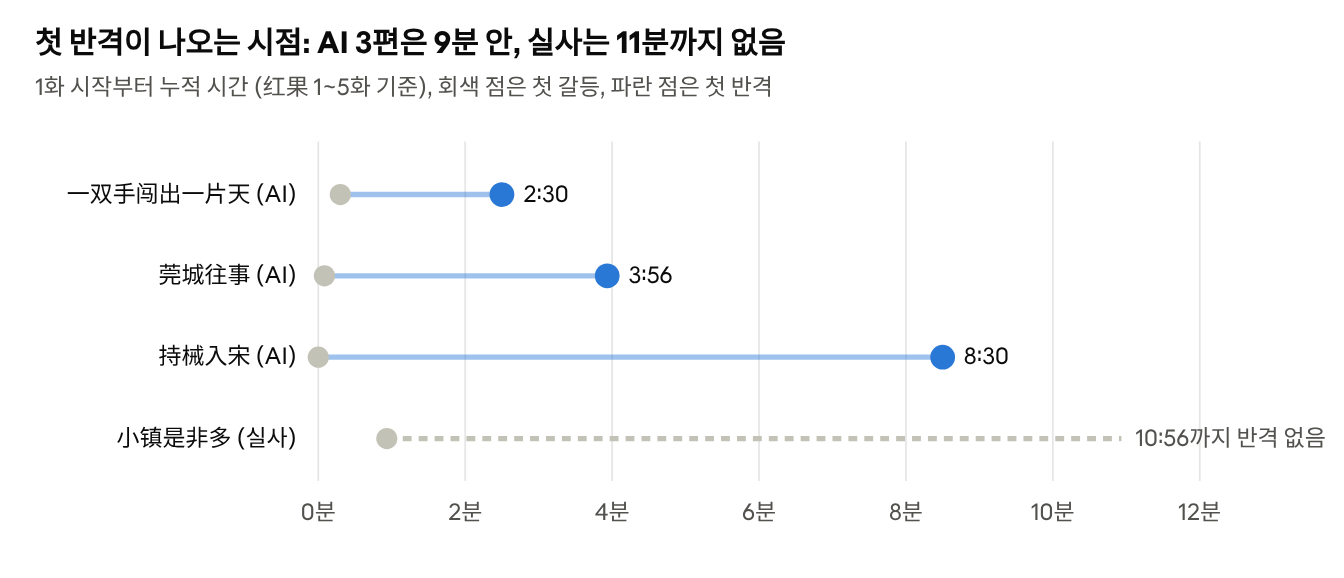 첫 반격이 나오는 시점: AI 3편은 9분 안, 실사는 11분까지 없음
1화 시작부터 누적 시간 (红果 1~5화 기준), 회색 점은 첫 갈등, 파란 점은 첫 반격
一双手闯出一片天 (AI) 2:30
莞城往事 (AI) 3:56
持械入宋 (AI) 8:30
小镇是非多 (실사) 10:56까지 반격 없음
0분 2분 4분 6분 8분 10분 12분